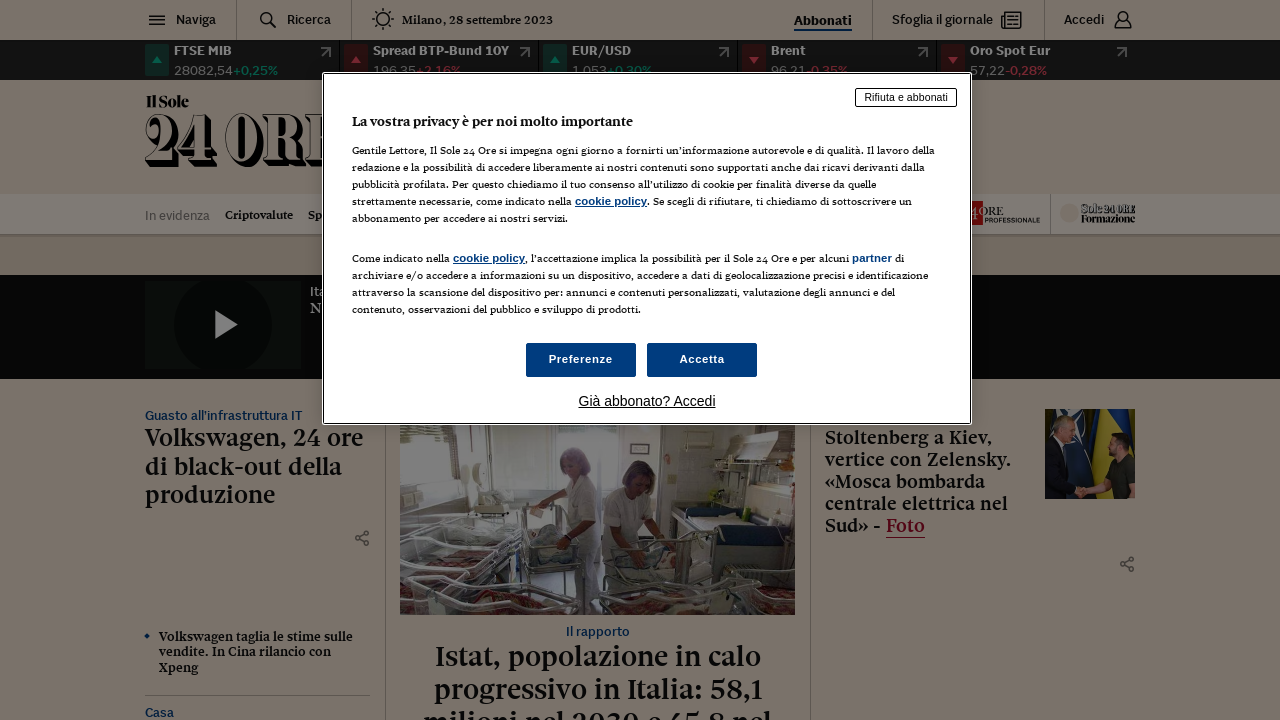 Naviga
Ricerca
Milano, 28 settembre 2023
Abbonati
Sfoglia il giornale
Accedi
FTSE MIB
28082,54+0,25%
Spread BTP-Bund 10Y
196,35+2,16%
EUR/USD
1,053+0,30%
Brent
96,21-0,35%
Oro Spot Eur
57,22-0,28%
Il Sole
24 ORE
In evidenza
Criptovalute
Sp
24 ORE
PROFESSIONALE
Sole 24 ORE
Formazione
Rifiuta e abbonati
La vostra privacy è per noi molto importante
Gentile Lettore, Il Sole 24 Ore si impegna ogni giorno a fornirti un'informazione autorevole e di qualità. Il lavoro della
redazione e la possibilità di accedere liberamente ai nostri contenuti sono supportati anche dai ricavi derivanti dalla
pubblicità profilata. Per questo chiediamo il tuo consenso all'utilizzo di cookie per finalità diverse da quelle
strettamente necessarie, come indicato nella cookie policy. Se scegli di rifiutare, ti chiediamo di sottoscrivere un
abbonamento per accedere ai nostri servizi.
Come indicato nella cookie policy, l'accettazione implica la possibilità per il Sole 24 Ore e per alcuni partner di
archiviare e/o accedere a informazioni su un dispositivo, accedere a dati di geolocalizzazione precisi e identificazione
attraverso la scansione del dispositivo per: annunci e contenuti personalizzati, valutazione degli annunci e del
contenuto, osservazioni del pubblico e sviluppo di prodotti.
Preferenze
Accetta
Già abbonato? Accedi
Ita
N
Guasto all'infrastruttura IT
Volkswagen, 24 ore
di black-out della
produzione
Volkswagen taglia le stime sulle
vendite. In Cina rilancio con
Xpeng
Casa
Il rapporto
Istat, popolazione in calo
progressivo in Italia: 58,1
milioni nel 2030 e 45,8 nel
Stoltenberg a Kiev,
vertice con Zelensky.
«Mosca bombarda
centrale elettrica nel
Sud» - Foto